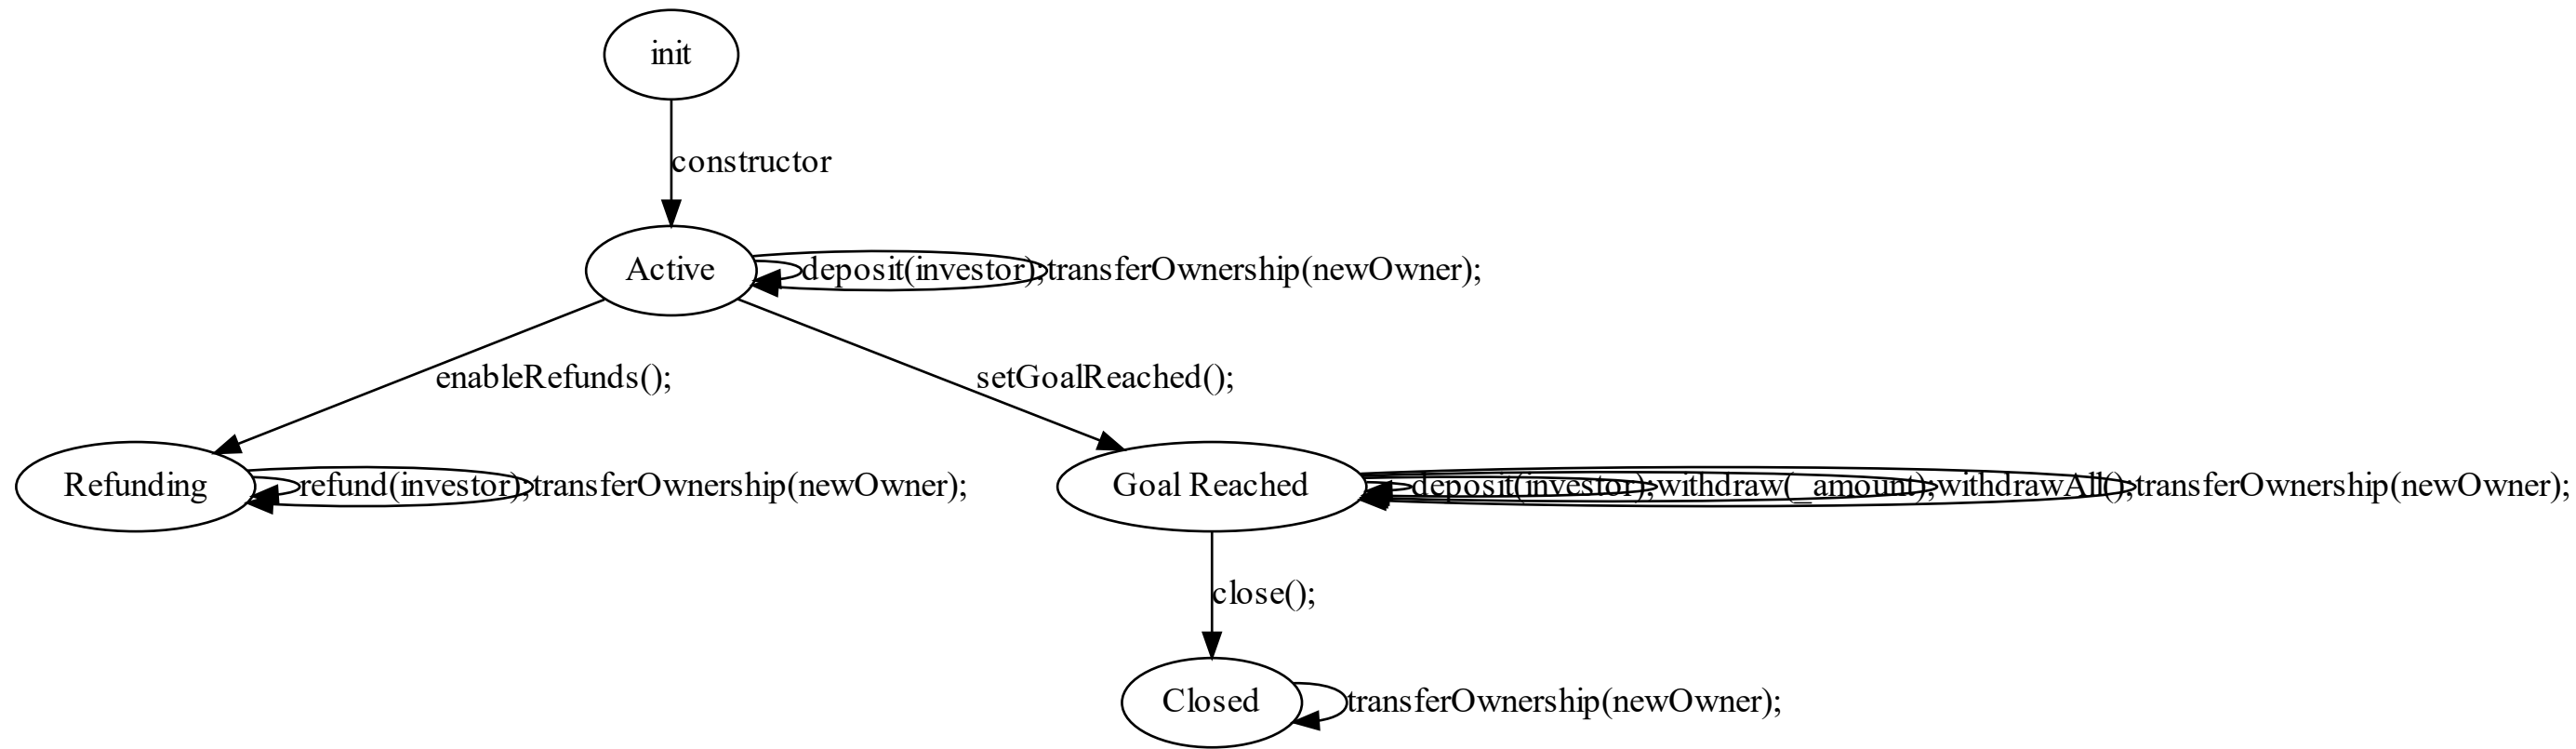 init
constructor
Active
deposit(investor);
transferOwnership(newOwner);
enableRefunds();
setGoalReached();
Refunding
refund(investor);
transferOwnership(newOwner);
Goal Reached
deposit(investor);
withdraw(_amount);
withdrawAll();
transferOwnership(newOwner);
close();
Closed
transferOwnership(newOwner);